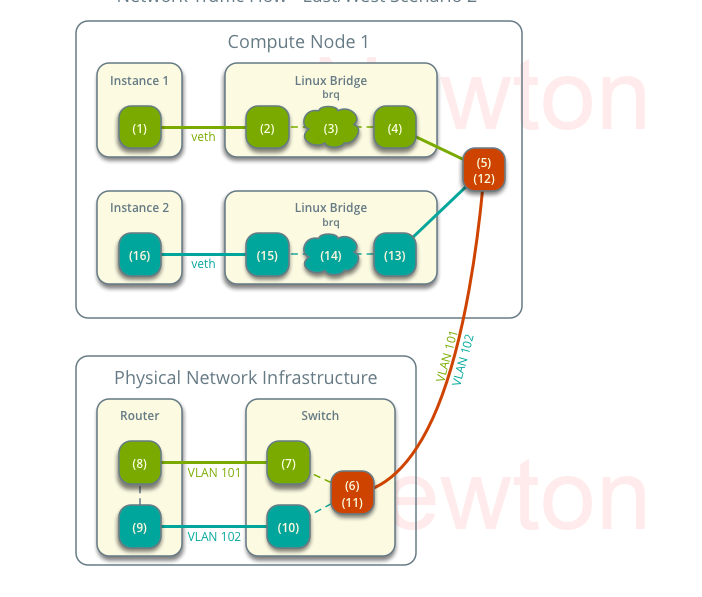 Network Traffic Flow - East/West Scenario 2
Compute Node 1
Instance 1
Linux Bridge
brq
(1)
veth
(2)
(3)
(4)
(5)
(12)
Instance 2
Linux Bridge
brq
(16)
veth
(15)
(14)
(13)
VLAN 101
VLAN 102
Physical Network Infrastructure
Router
Switch
(8)
VLAN 101
(7)
(6)
(11)
(9)
VLAN 102
(10)
Newton
Newton